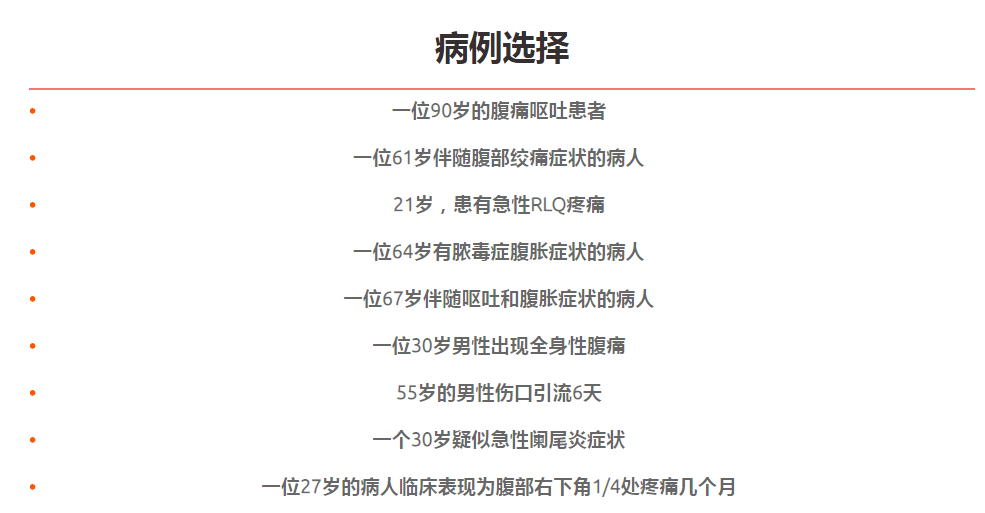 病例选择
一位90岁的腹痛呕吐患者
一位61岁伴随腹部绞痛症状的病人
21岁，患有急性RLQ疼痛
一位64岁有脓毒症腹胀症状的病人
一位67岁伴随呕吐和腹胀症状的病人
一位30岁男性出现全身性腹痛
55岁的男性伤口引流6天
一个30岁疑似急性阑尾炎症状
一位27岁的病人临床表现为腹部右下角1/4处疼痛几个月